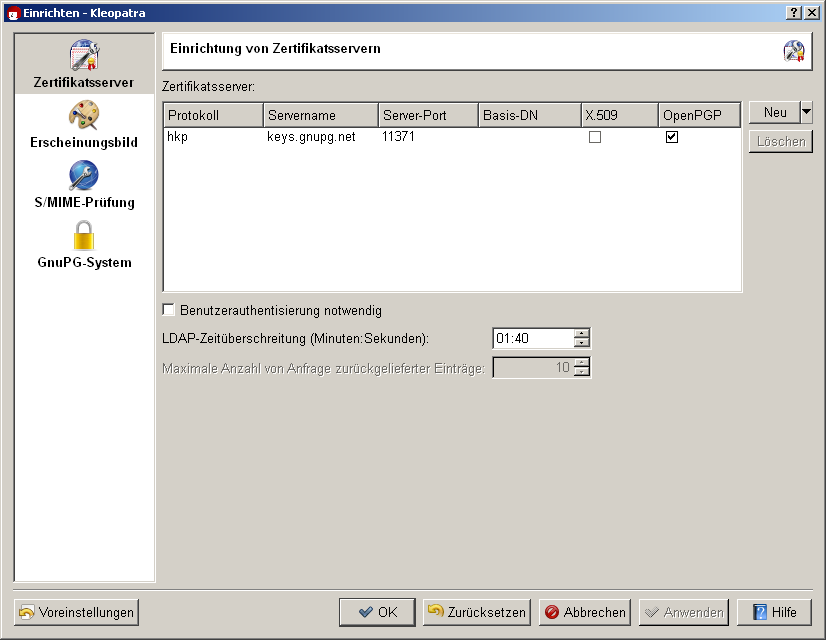 Einrichten - Kleopatra
Zertifikatsserver
Erscheinungsbild
S/MIME-Prüfung
GnuPG-System
Einrichtung von Zertifikatsservern
Zertifikatsserver:
Protokoll Servername Server-Port Basis-DN X.509 OpenPGP
hkp keys.gnupg.net 11371
Neu
Löschen
Benutzerauthentisierung notwendig
LDAP-Zeitüberschreitung (Minuten:Sekunden): 01:40
Maximale Anzahl von Anfrage zurückgelieferter Einträge: 10
Voreinstellungen OK Zurücksetzen Abbrechen Anwenden Hilfe